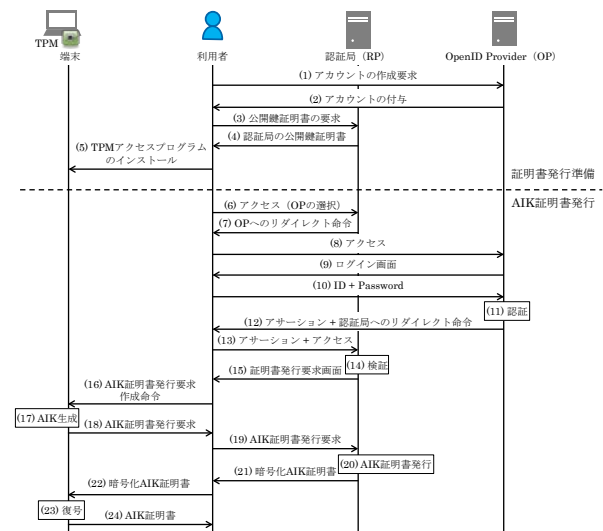 TPM
端末
利用者
認証局（RP）
OpenID Provider（OP）
(1) アカウントの作成要求
(2) アカウントの付与
(3) 公開鍵証明書の要求
(4) 認証局の公開鍵証明書
(5) TPMアクセスプログラム
のインストール
証明書発行準備
AIK証明書発行
(6) アクセス（OPの選択）
(7) OPへのリダイレクト命令
(8) アクセス
(9) ログイン画面
(10) ID + Password
(11) 認証
(12) アサーション + 認証局へのリダイレクト命令
(13) アサーション + アクセス
(14) 検証
(15) 証明書発行要求画面
(16) AIK証明書発行要求
作成命令
(17) AIK生成
(18) AIK証明書発行要求
(19) AIK証明書発行要求
(20) AIK証明書発行
(21) 暗号化AIK証明書
(22) 暗号化AIK証明書
(23) 復号
(24) AIK証明書